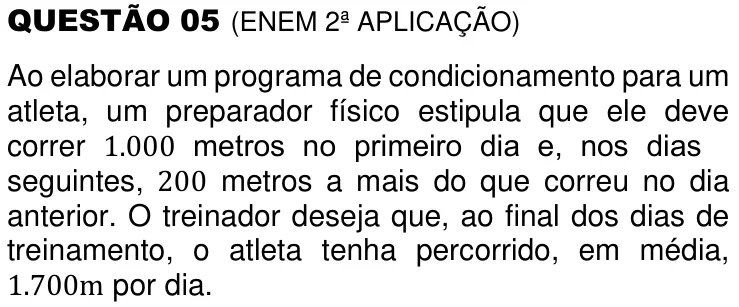 QUESTÃO 05 (ENEM 2ª APLICAÇÃO)
Ao elaborar um programa de condicionamento para um
atleta, um preparador físico estipula que ele deve
correr 1.000 metros no primeiro dia e, nos dias
seguintes, 200 metros a mais do que correu no dia
anterior. O treinador deseja que, ao final dos dias de
treinamento, o atleta tenha percorrido, em média,
1.700m por dia.